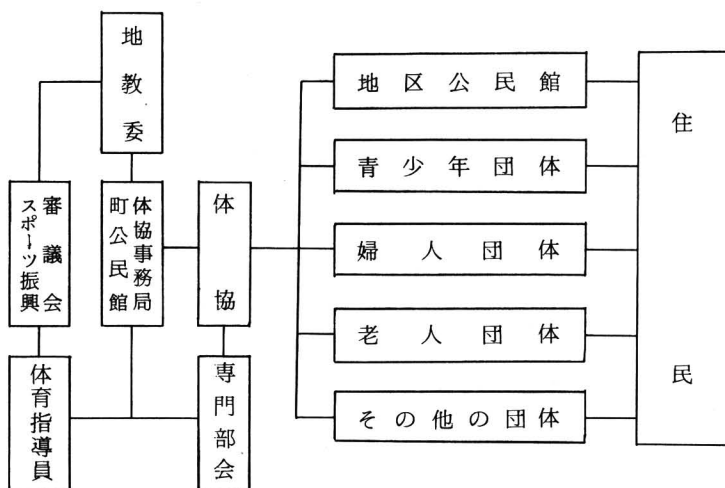 地教委
スポーツ振興
審議会
町公民館
体協事務局
体協
体育指導員
専門部会
地区公民館
青少年団体
婦人団体
老人団体
その他の団体
住民